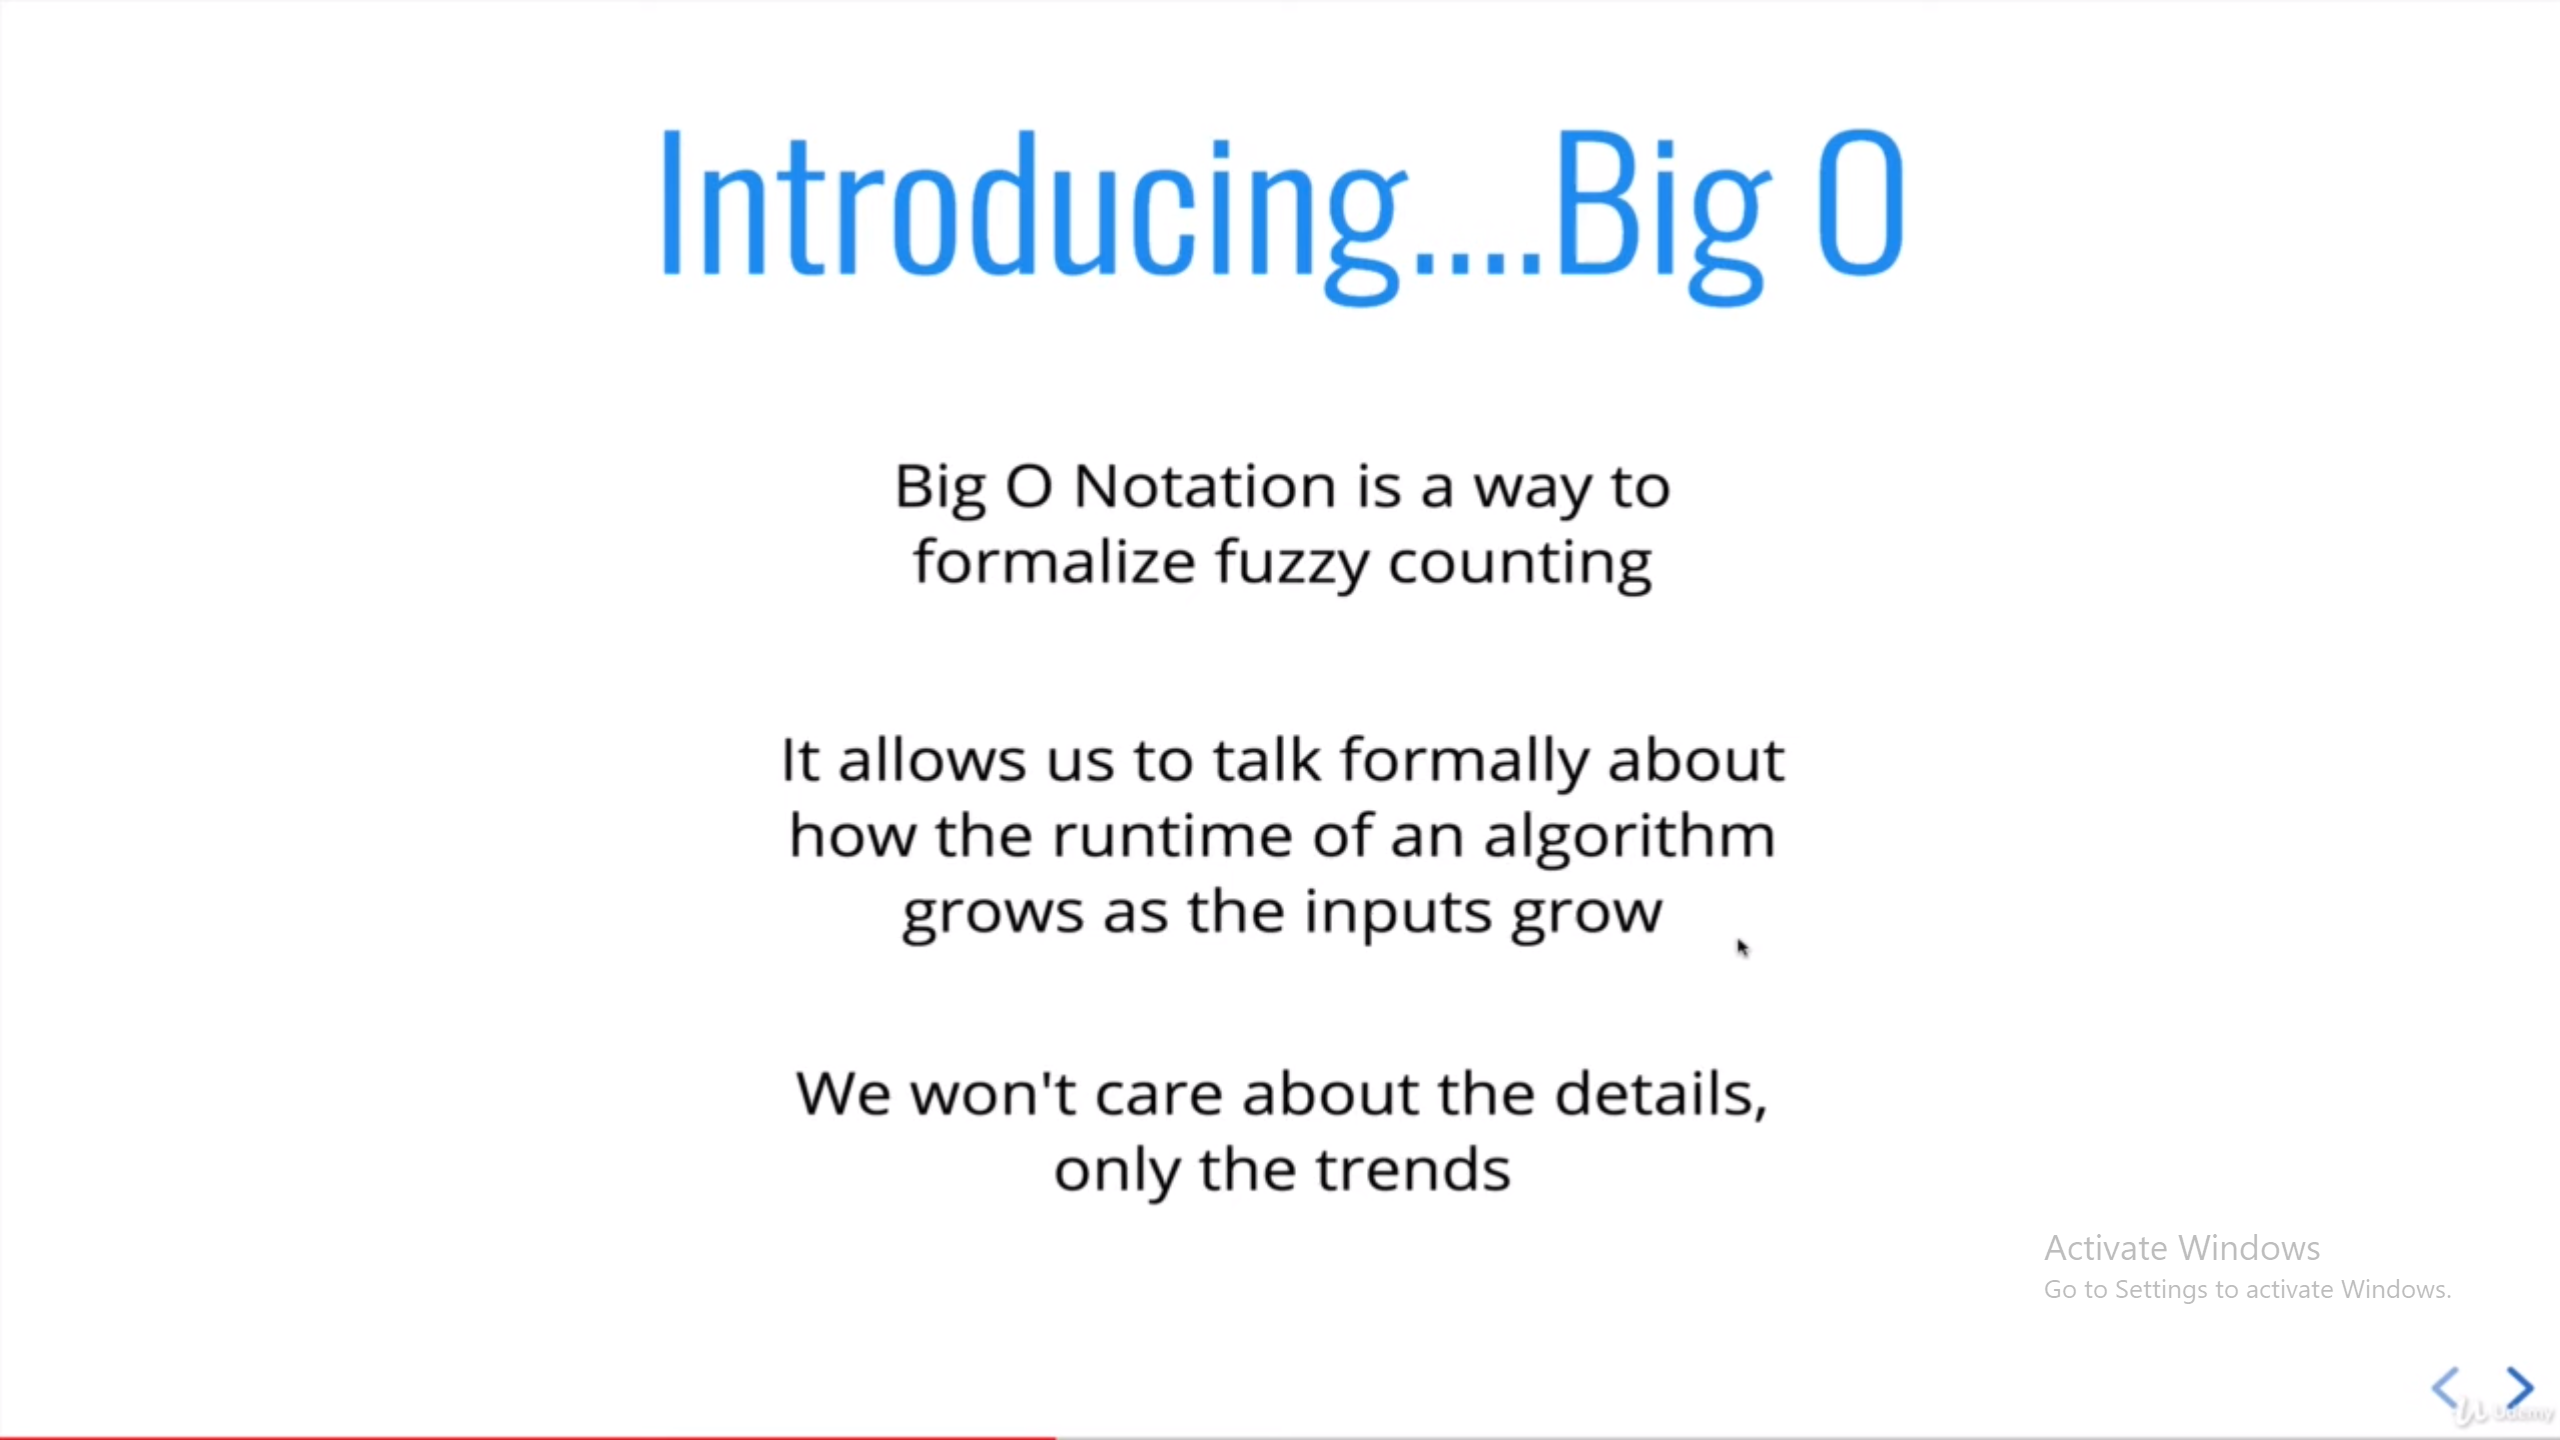 Introducing....Big O
Big O Notation is a way to
formalize fuzzy counting
It allows us to talk formally about
how the runtime of an algorithm
grows as the inputs grow
We won't care about the details,
only the trends
Activate Windows
Go to Settings to activate Windows.
Udemy